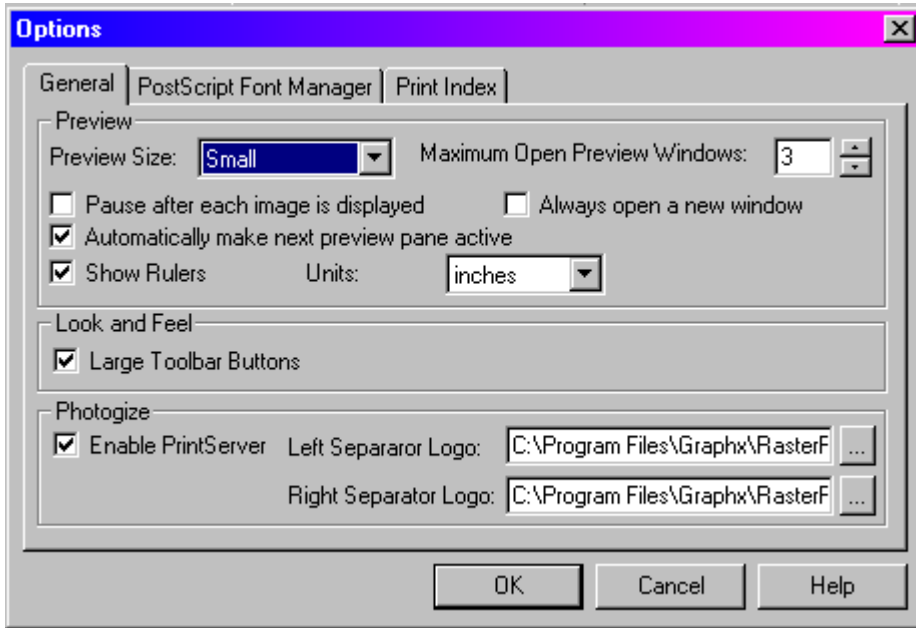 Options
General PostScript Font Manager Print Index
Preview
Preview Size: Small Maximum Open Preview Windows: 3
Pause after each image is displayed Always open a new window
Automatically make next preview pane active
Show Rulers Units: inches
Look and Feel
Large Toolbar Buttons
Photogize
Enable PrintServer Left Separaror Logo: C:\Program Files\Graphx\RasterF ...
Right Separator Logo: C:\Program Files\Graphx\RasterF ...
OK Cancel Help